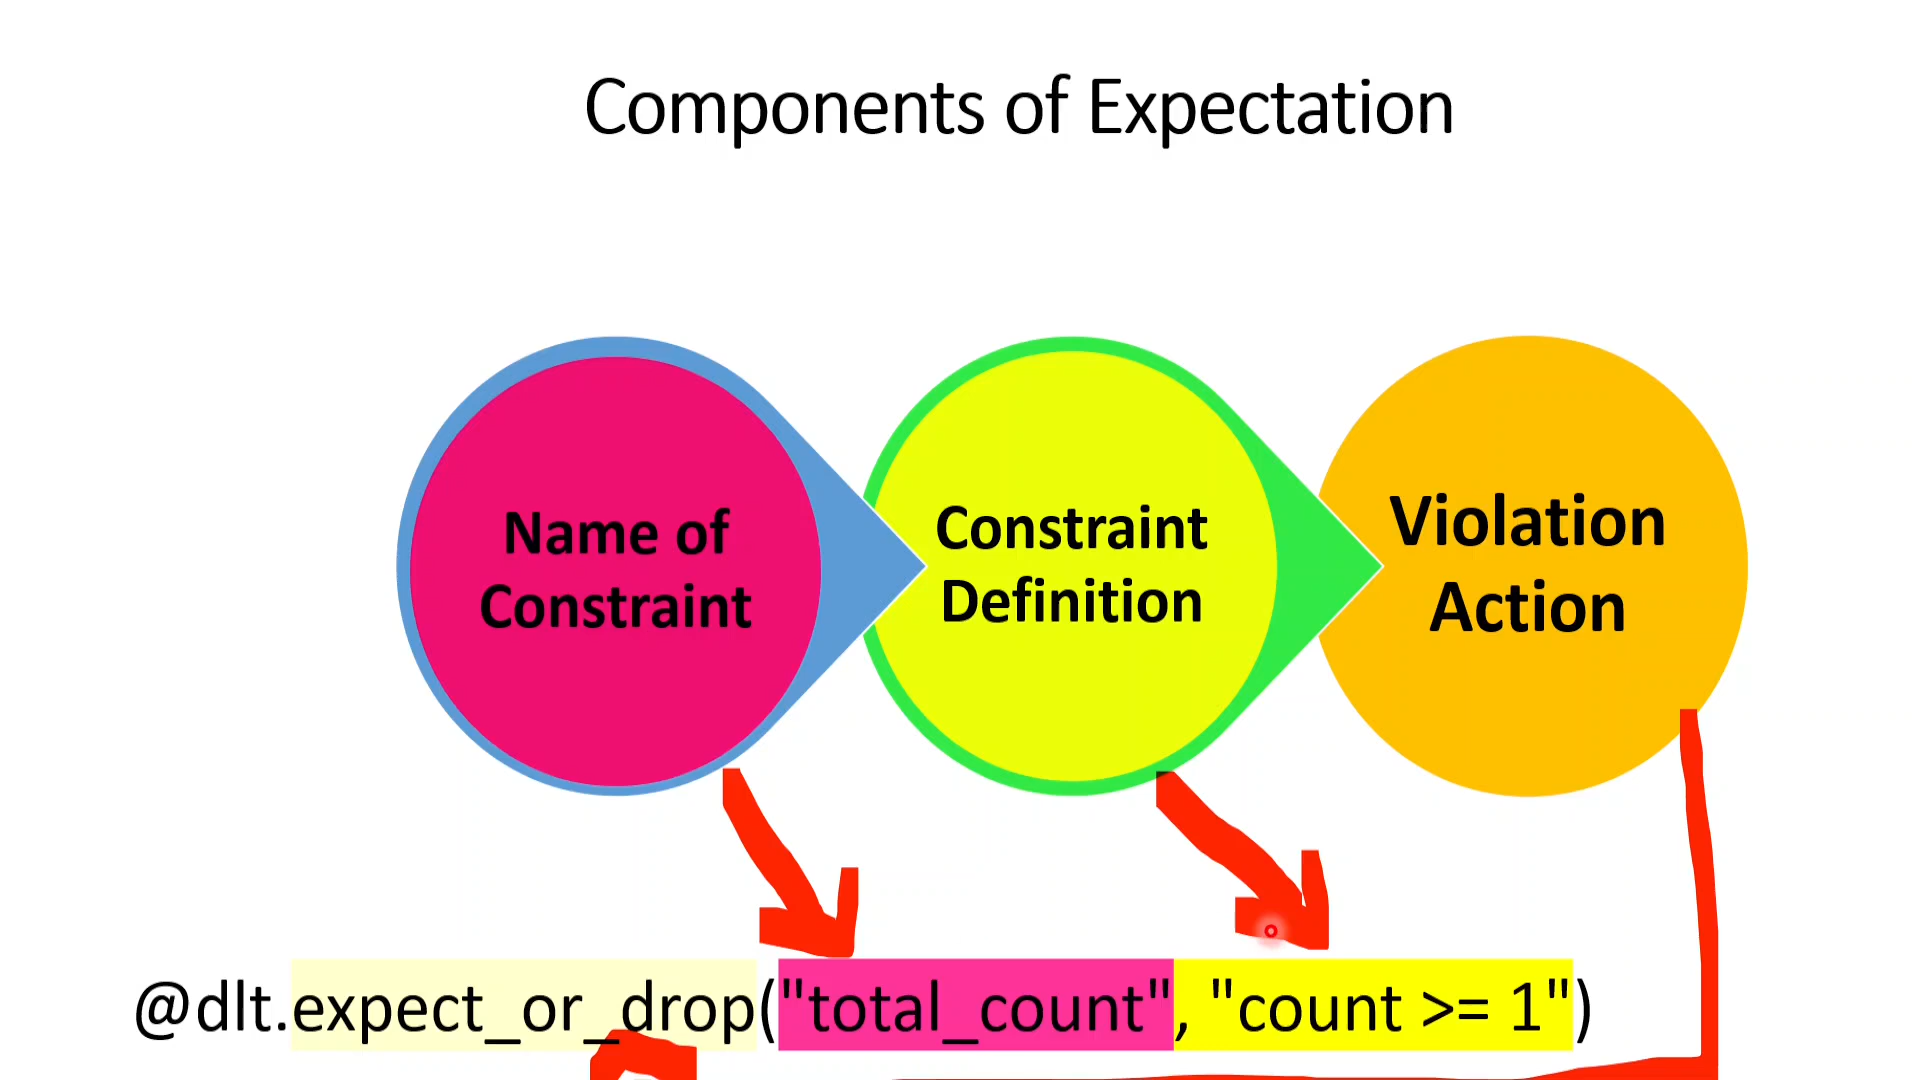 Components of Expectation
Name of
Constraint
Constraint
Definition
Violation
Action
@dlt.expect_or_drop("total_count", "count >= 1")